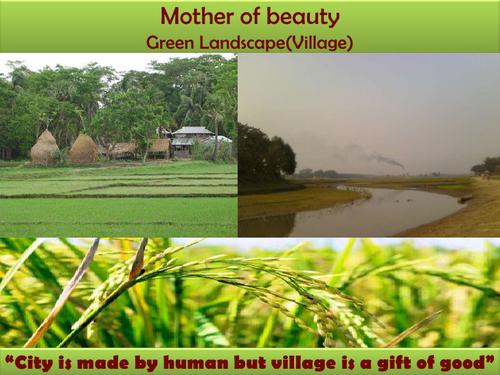 Mother of beauty
Green Landscape(Village)
“City is made by human but village is a gift of good”